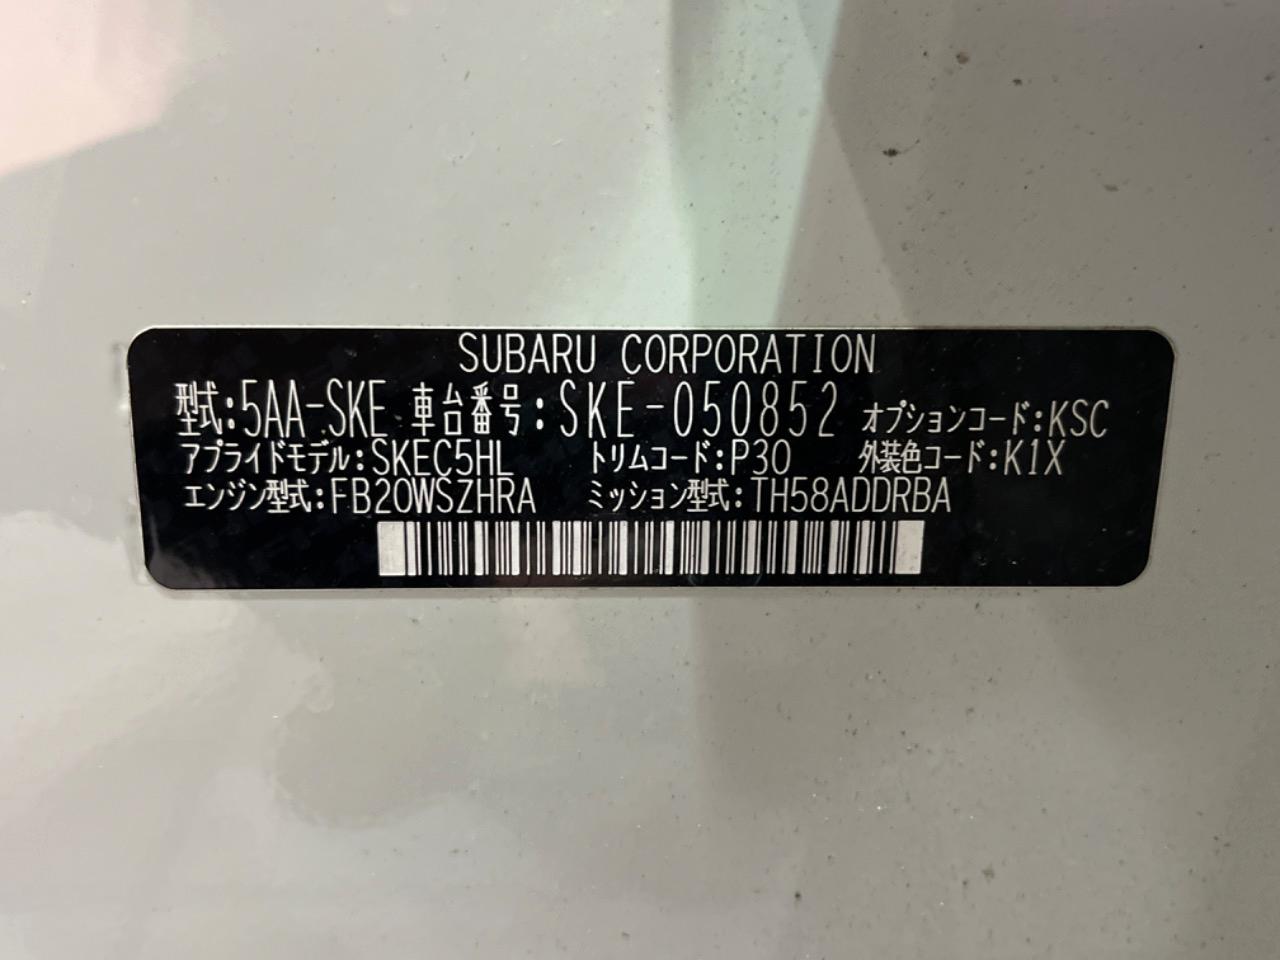 SUBARU CORPORATION
型式:5AA-SKE 車台番号:SKE-050852 オプションコード:KSC
アプライドモデル:SKEC5HL トリムコード:P30 外装色コード:K1X
エンジン型式:FB20WSZHRA ミッション型式:TH58ADDRBA